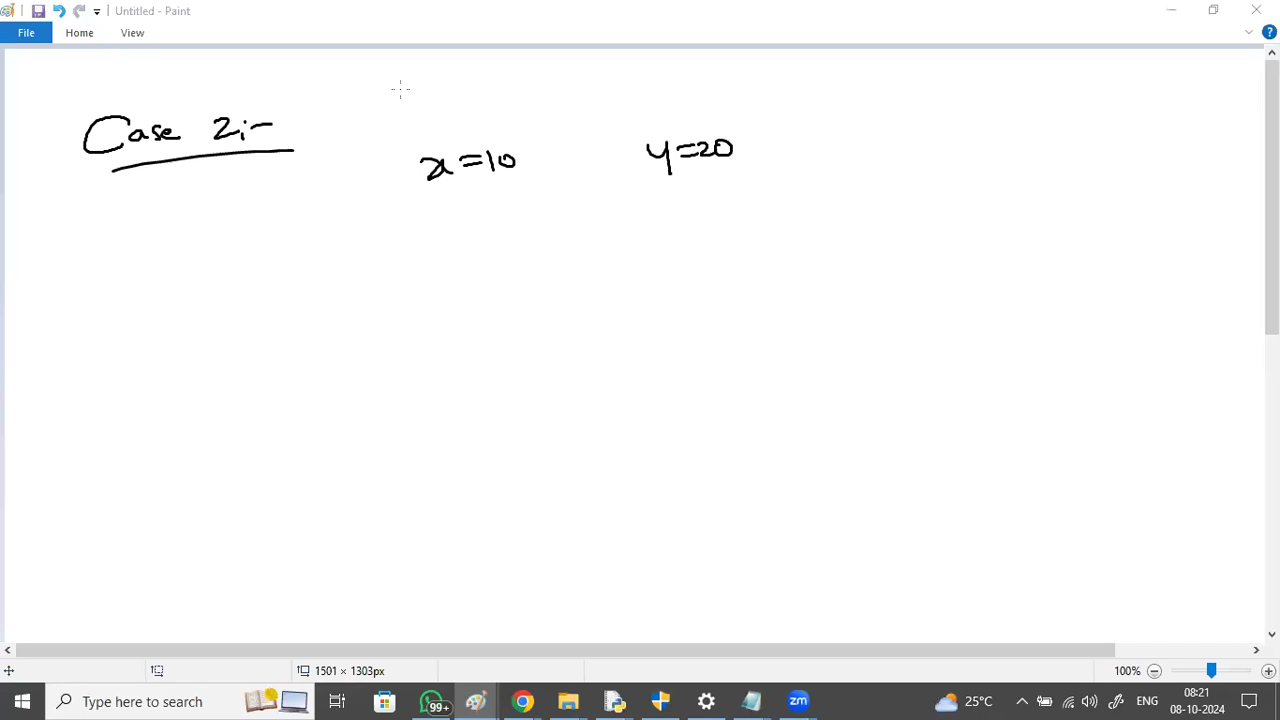 Untitled - Paint
File Home View
Case 2:-
x=10 y=20
1501 × 1303px 100%
Type here to search
99+
zm
25°C
ENG
08:21
08-10-2024